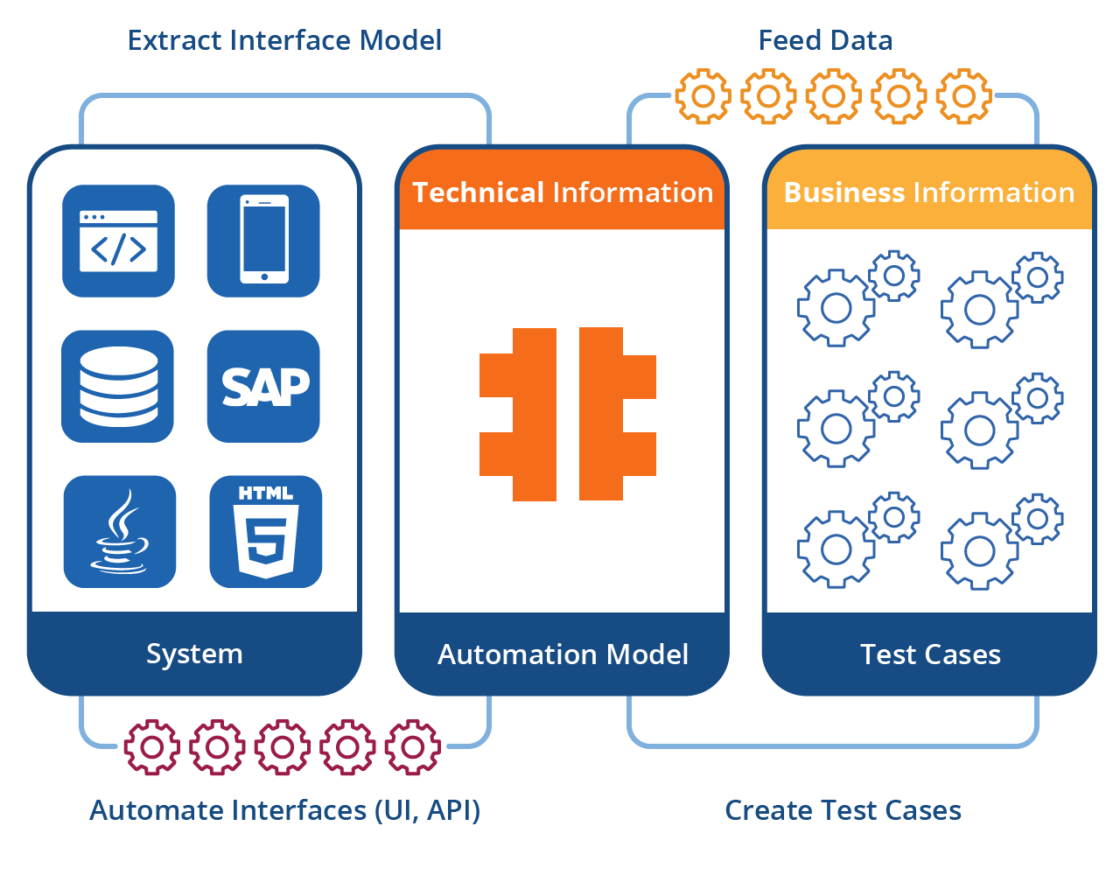 Extract Interface Model
Feed Data
Technical Information
Business Information
</>
SAP
HTML
5
System
Automation Model
Test Cases
Automate Interfaces (UI, API)
Create Test Cases